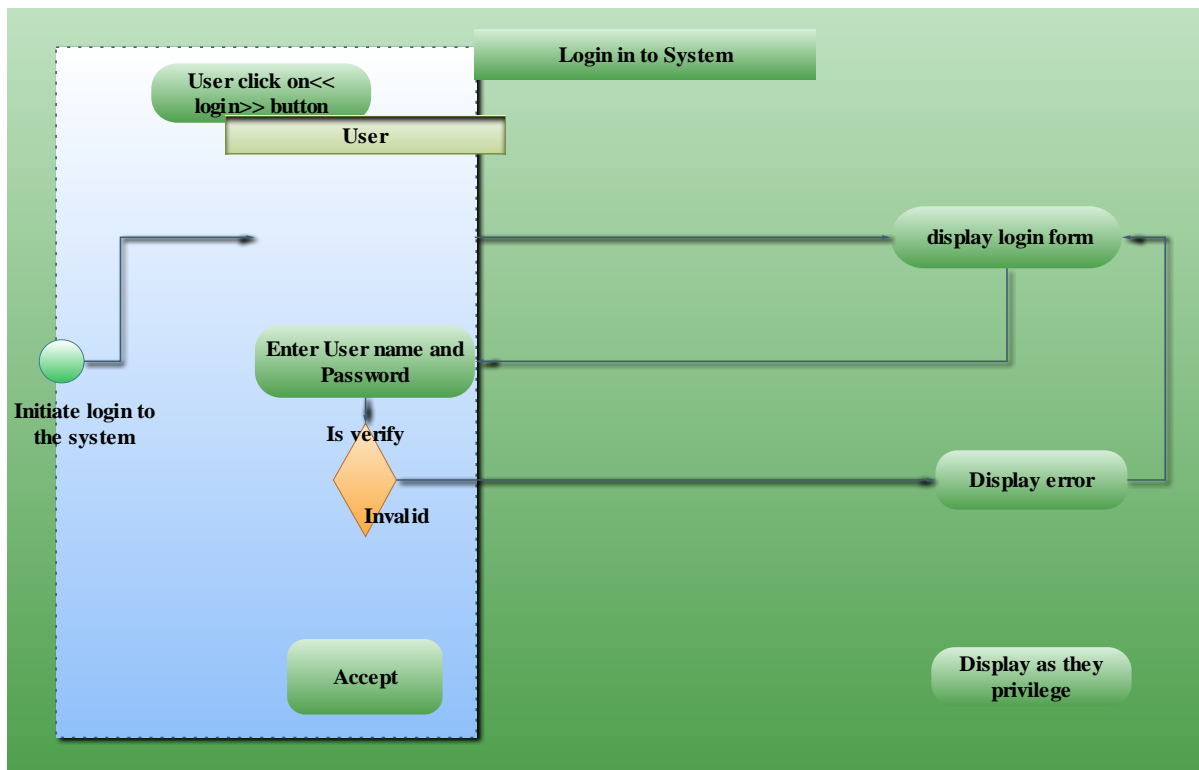 Login in to System
User click on<<
login>> button
User
display login form
Enter User name and
Password
Initiate login to
the system
Is verify
Display error
Invalid
Accept
Display as they
privilege